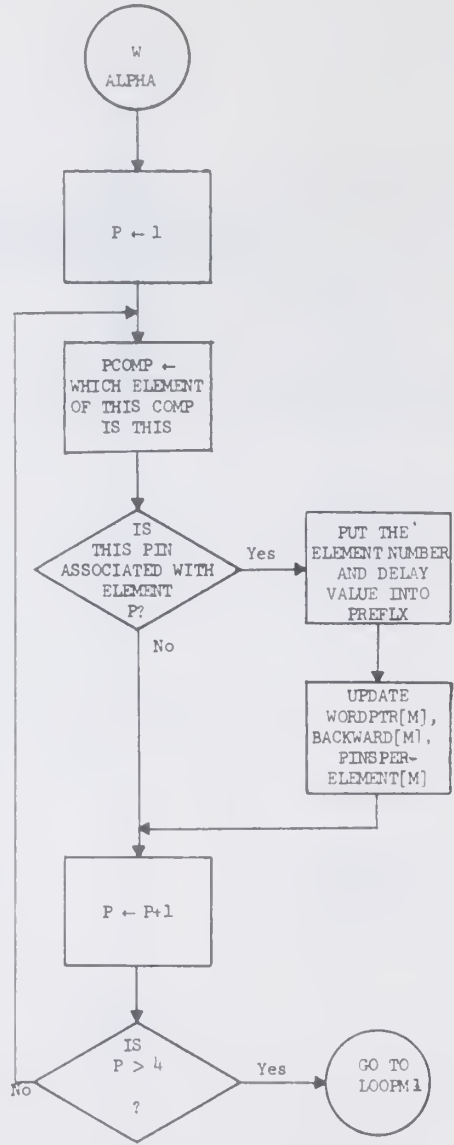 W
ALPHA
P ← 1
PCOMP ←
WHICH ELEMENT
OF THIS COMP
IS THIS
IS
THIS PIN
ASSOCIATED WITH
ELEMENT
P?
Yes
PUT THE'
ELEMENT NUMBER
AND DELAY
VALUE INTO
PREFLX
No
UPDATE
WORDPTR[M],
BACKWARD[M],
PINSPER-
ELEMENT[M]
P ← P+1
IS
P > 4
?
No
Yes
GO TO
LOOPM1